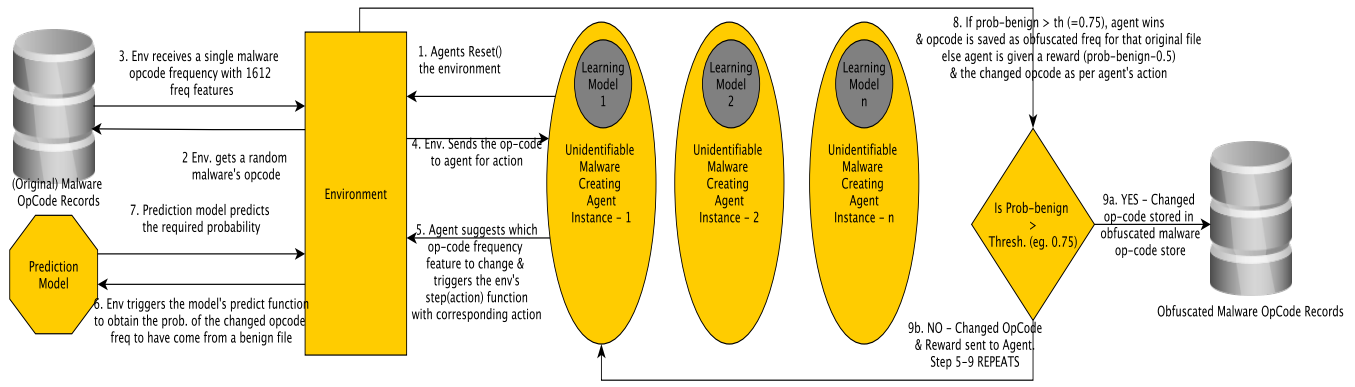 3. Env receives a single malware
opcode frequency with 1612
freq features
2 Env. gets a random
malware's opcode
(Original) Malware
OpCode Records
7. Prediction model predicts
the required probability
Prediction
Model
6. Env triggers the model's predict function
to obtain the prob. of the changed opcode
freq to have come from a benign file
Environment
1. Agents Reset()
the environment
4. Env. Sends the op-code
to agent for action
5. Agent suggests which
op-code frequency
feature to change &
triggers the env's
step(action) function
with corresponding action
Learning
Model
1
Unidentifiable
Malware
Creating
Agent
Instance - 1
Learning
Model
2
Unidentifiable
Malware
Creating
Agent
Instance - 2
Learning
Model
n
Unidentifiable
Malware
Creating
Agent
Instance - n
8. If prob-benign > th (=0.75), agent wins
& opcode is saved as obfuscated freq for that original file
else agent is given a reward (prob-benign-0.5)
& the changed opcode as per agent's action
Is Prob-benign
>
Thresh. (eg. 0.75)
9a. YES - Changed
op-code stored in
obfuscated malware
op-code store
Obfuscated Malware OpCode Records
9b. NO - Changed OpCode
& Reward sent to Agent.
Step 5-9 REPEATS